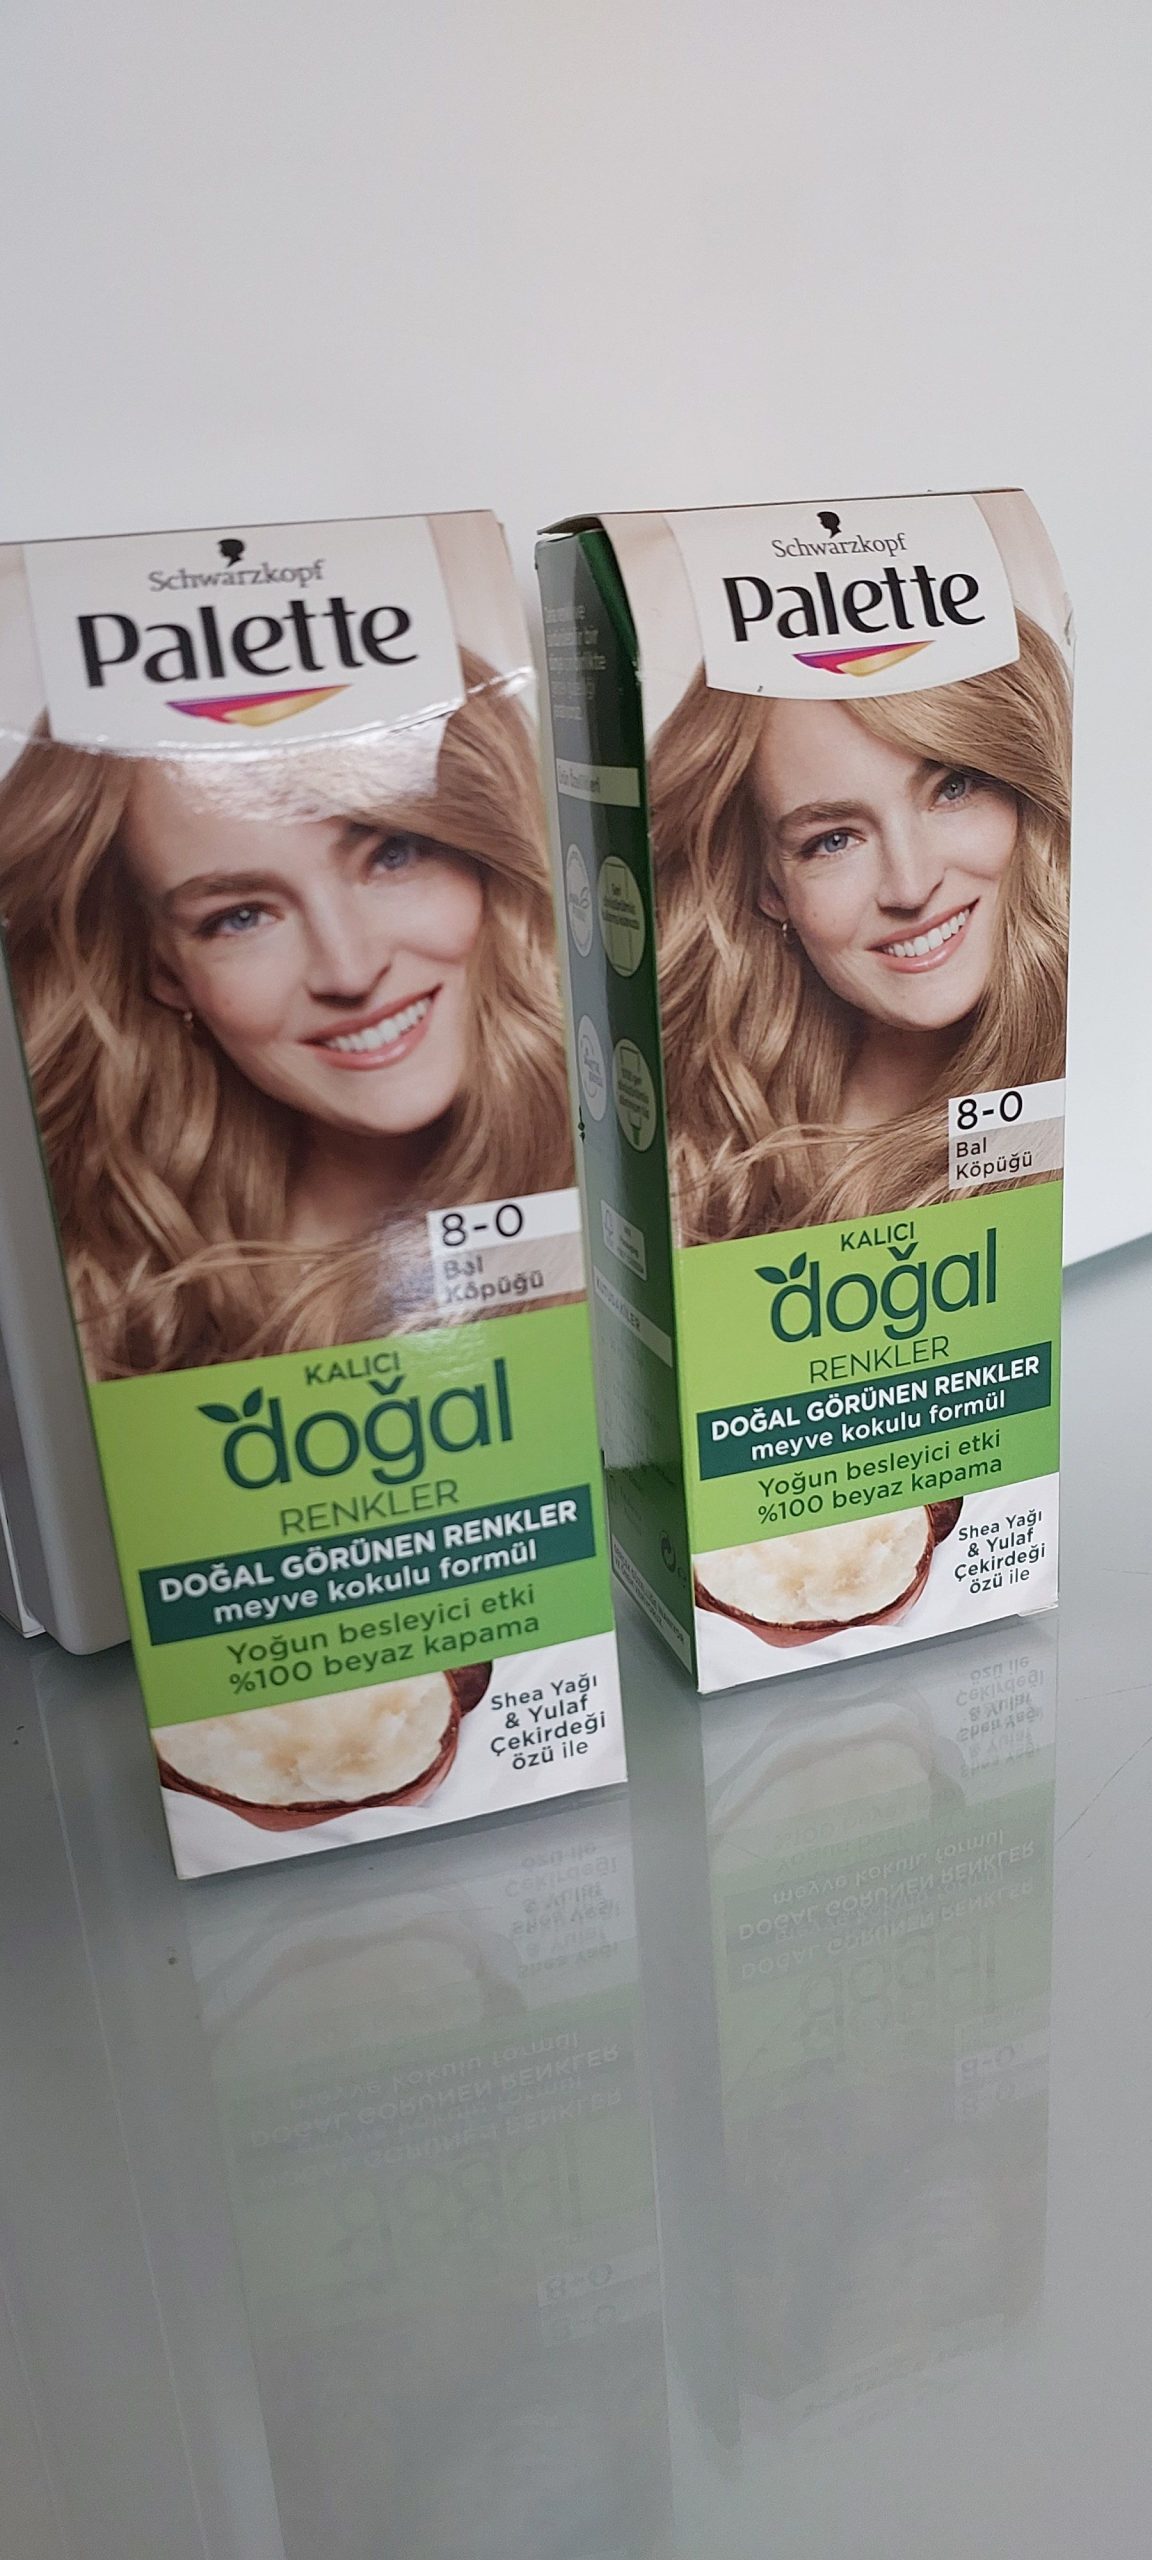 Schwarzkopf
Palette
8-0
Bal
Köpüğü
KALICI
doğal
RENKLER
DOĞAL GÖRÜNEN RENKLER
meyve kokulu formül
Yoğun besleyici etki
%100 beyaz kapama
Shea Yağı
& Yulaf
Çekirdeği
özü ile
Schwarzkopf
Palette
8-0
Bal
Köpüğü
KALICI
doğal
RENKLER
DOĞAL GÖRÜNEN RENKLER
meyve kokulu formül
Yoğun besleyici etki
%100 beyaz kapama
Shea Yağı
& Yulaf
Çekirdeği
özü ile